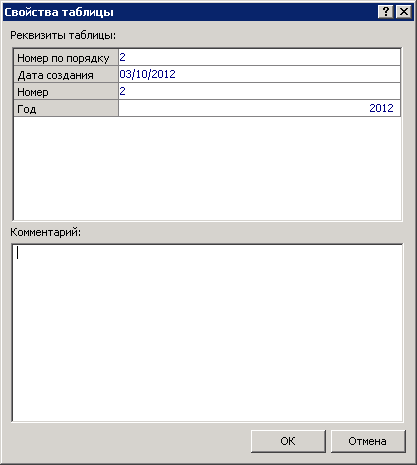 Свойства таблицы
Реквизиты таблицы:
Номер по порядку 2
Дата создания 03/10/2012
Номер 2
Год 2012
Комментарий:
OK Отмена